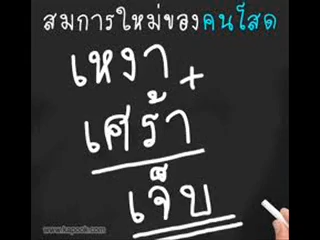 สมการใหม่ของคนโสด
เหงา +
เศร้า
เจ็บ
www.kapook.com